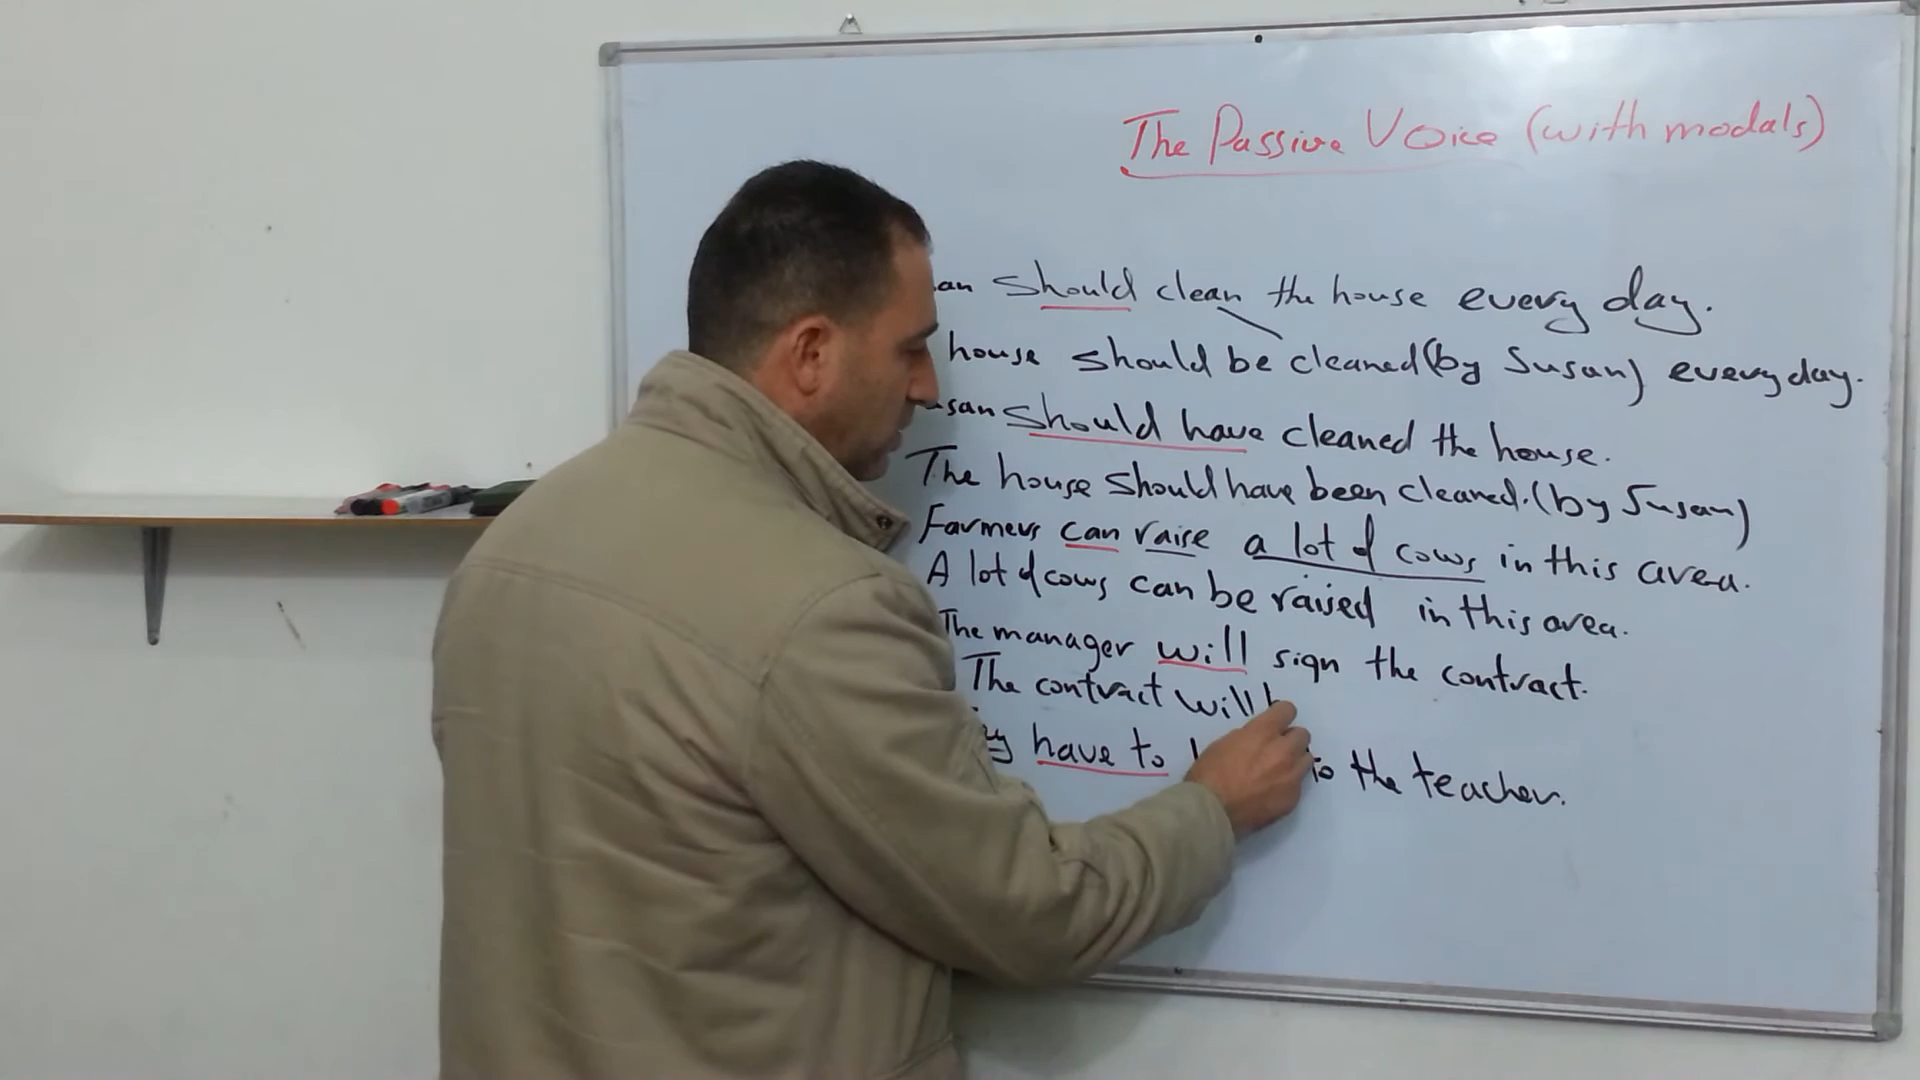 The Passive Voice (with modals)
an should clean the house every day.
house should be cleaned (by Susan) everyday.
san should have cleaned the house.
The house should have been cleaned. (by Susan)
Farmers can raise a lot of cows in this area.
A lot of cows can be raised in this area.
The manager will sign the contract.
The contract will b
have to to the teacher.